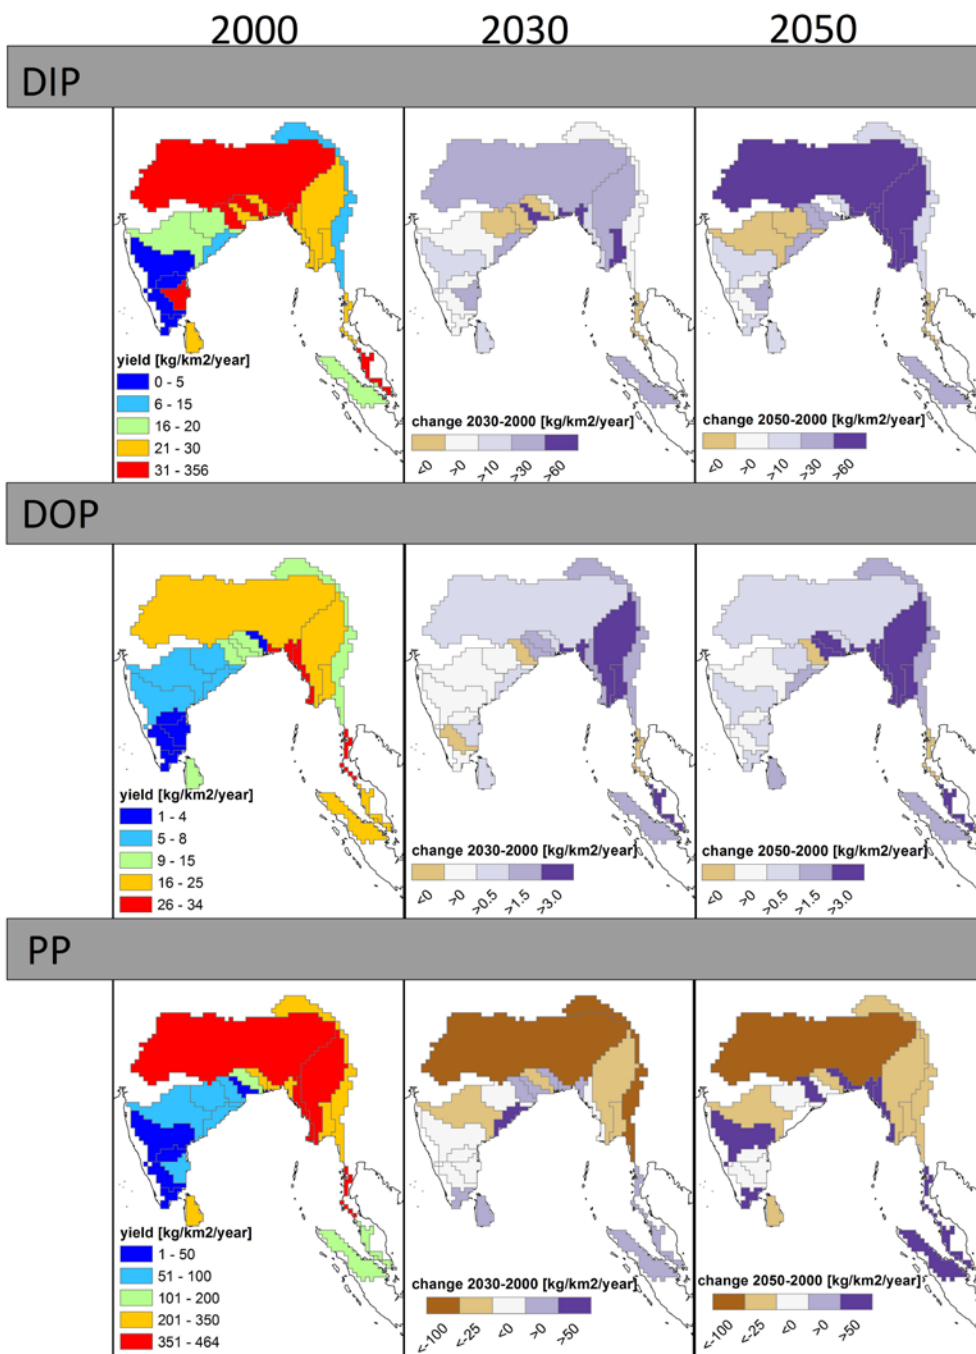 2000 2030 2050
DIP
yield [kg/km2/year]
0 - 5
6 - 15
16 - 20
21 - 30
31 - 356
change 2030-2000 [kg/km2/year]
<0 >0 >10 >30 >60
change 2050-2000 [kg/km2/year]
<0 >0 >10 >30 >60
DOP
yield [kg/km2/year]
1 - 4
5 - 8
9 - 15
16 - 25
26 - 34
change 2030-2000 [kg/km2/year]
<0 >0 >0.5 >1.5 >3.0
change 2050-2000 [kg/km2/year]
<0 >0 >0.5 >1.5 >3.0
PP
yield [kg/km2/year]
1 - 50
51 - 100
101 - 200
201 - 350
351 - 464
change 2030-2000 [kg/km2/year]
<-100 <-25 <0 >0 >50
change 2050-2000 [kg/km2/year]
<-100 <-25 <0 >0 >50